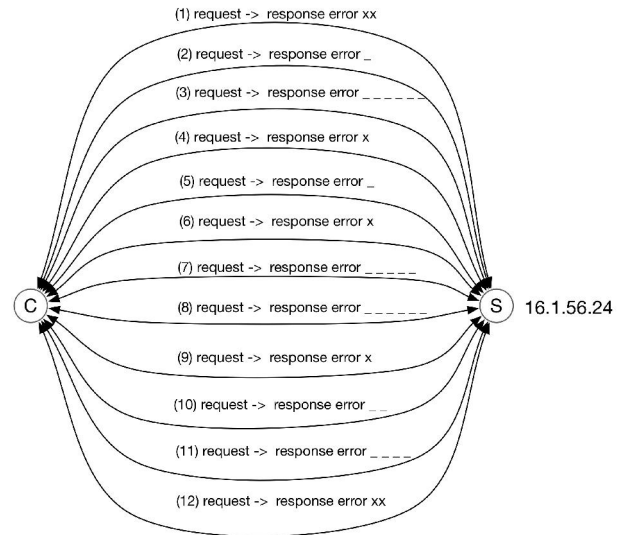 (1) request -> response error xx
(2) request -> response error _
(3) request -> response error _ _ _ _ _ _
(4) request -> response error x
(5) request -> response error _
(6) request -> response error x
(7) request -> response error _ _ _ _ _
C
S
16.1.56.24
(8) request -> response error _ _ _ _ _ _
(9) request -> response error x
(10) request -> response error _ _
(11) request -> response error _ _ _ _
(12) request -> response error xx